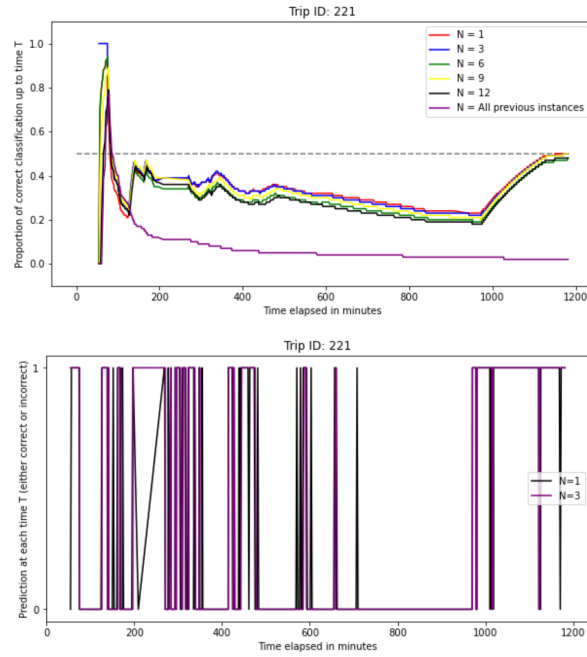 Trip ID: 221
Proportion of correct classification up to time T
1.0
0.8
0.6
0.4
0.2
0.0
N = 1
N = 3
N = 6
N = 9
N = 12
N = All previous instances
0 200 400 600 800 1000 1200
Time elapsed in minutes
Trip ID: 221
Prediction at each time T (either correct or incorrect)
1
0
N=1
N=3
0 200 400 600 800 1000 1200
Time elapsed in minutes